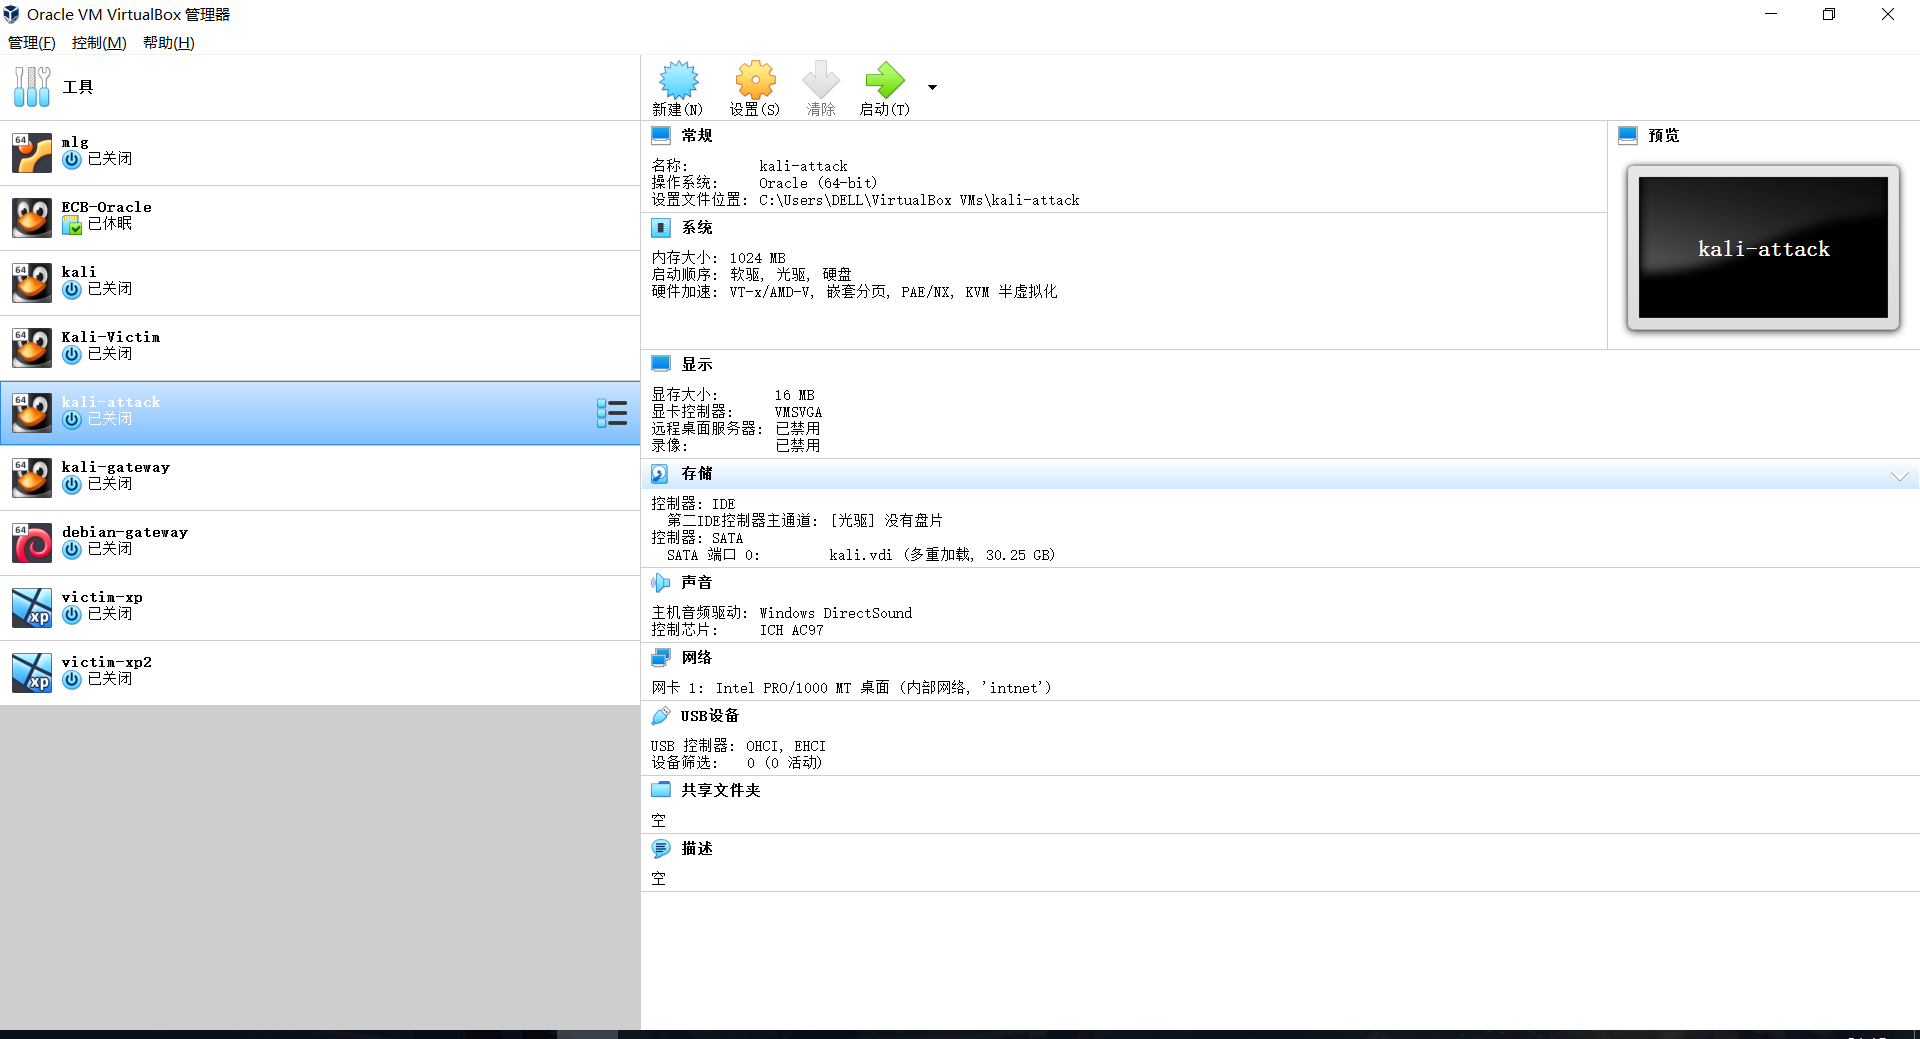 Oracle VM VirtualBox 管理器
管理(F) 控制(M) 帮助(H)
工具
64
mlg
已关闭
ECB-Oracle
已休眠
64
kali
已关闭
64
Kali-Victim
已关闭
64
kali-attack
已关闭
64
kali-gateway
已关闭
64
debian-gateway
已关闭
xp
victim-xp
已关闭
xp
victim-xp2
已关闭
新建(N) 设置(S) 清除 启动(T)
常规
名称: kali-attack
操作系统: Oracle (64-bit)
设置文件位置: C:\Users\DELL\VirtualBox VMs\kali-attack
系统
内存大小: 1024 MB
启动顺序: 软驱, 光驱, 硬盘
硬件加速: VT-x/AMD-V, 嵌套分页, PAE/NX, KVM 半虚拟化
预览
kali-attack
显示
显存大小: 16 MB
显卡控制器: VMSVGA
远程桌面服务器: 已禁用
录像: 已禁用
存储
控制器: IDE
第二IDE控制器主通道: [光驱] 没有盘片
控制器: SATA
SATA 端口 0: kali.vdi (多重加载, 30.25 GB)
声音
主机音频驱动: Windows DirectSound
控制芯片: ICH AC97
网络
网卡 1: Intel PRO/1000 MT 桌面 (内部网络, 'intnet')
USB设备
USB 控制器: OHCI, EHCI
设备筛选: 0 (0 活动)
共享文件夹
空
描述
空